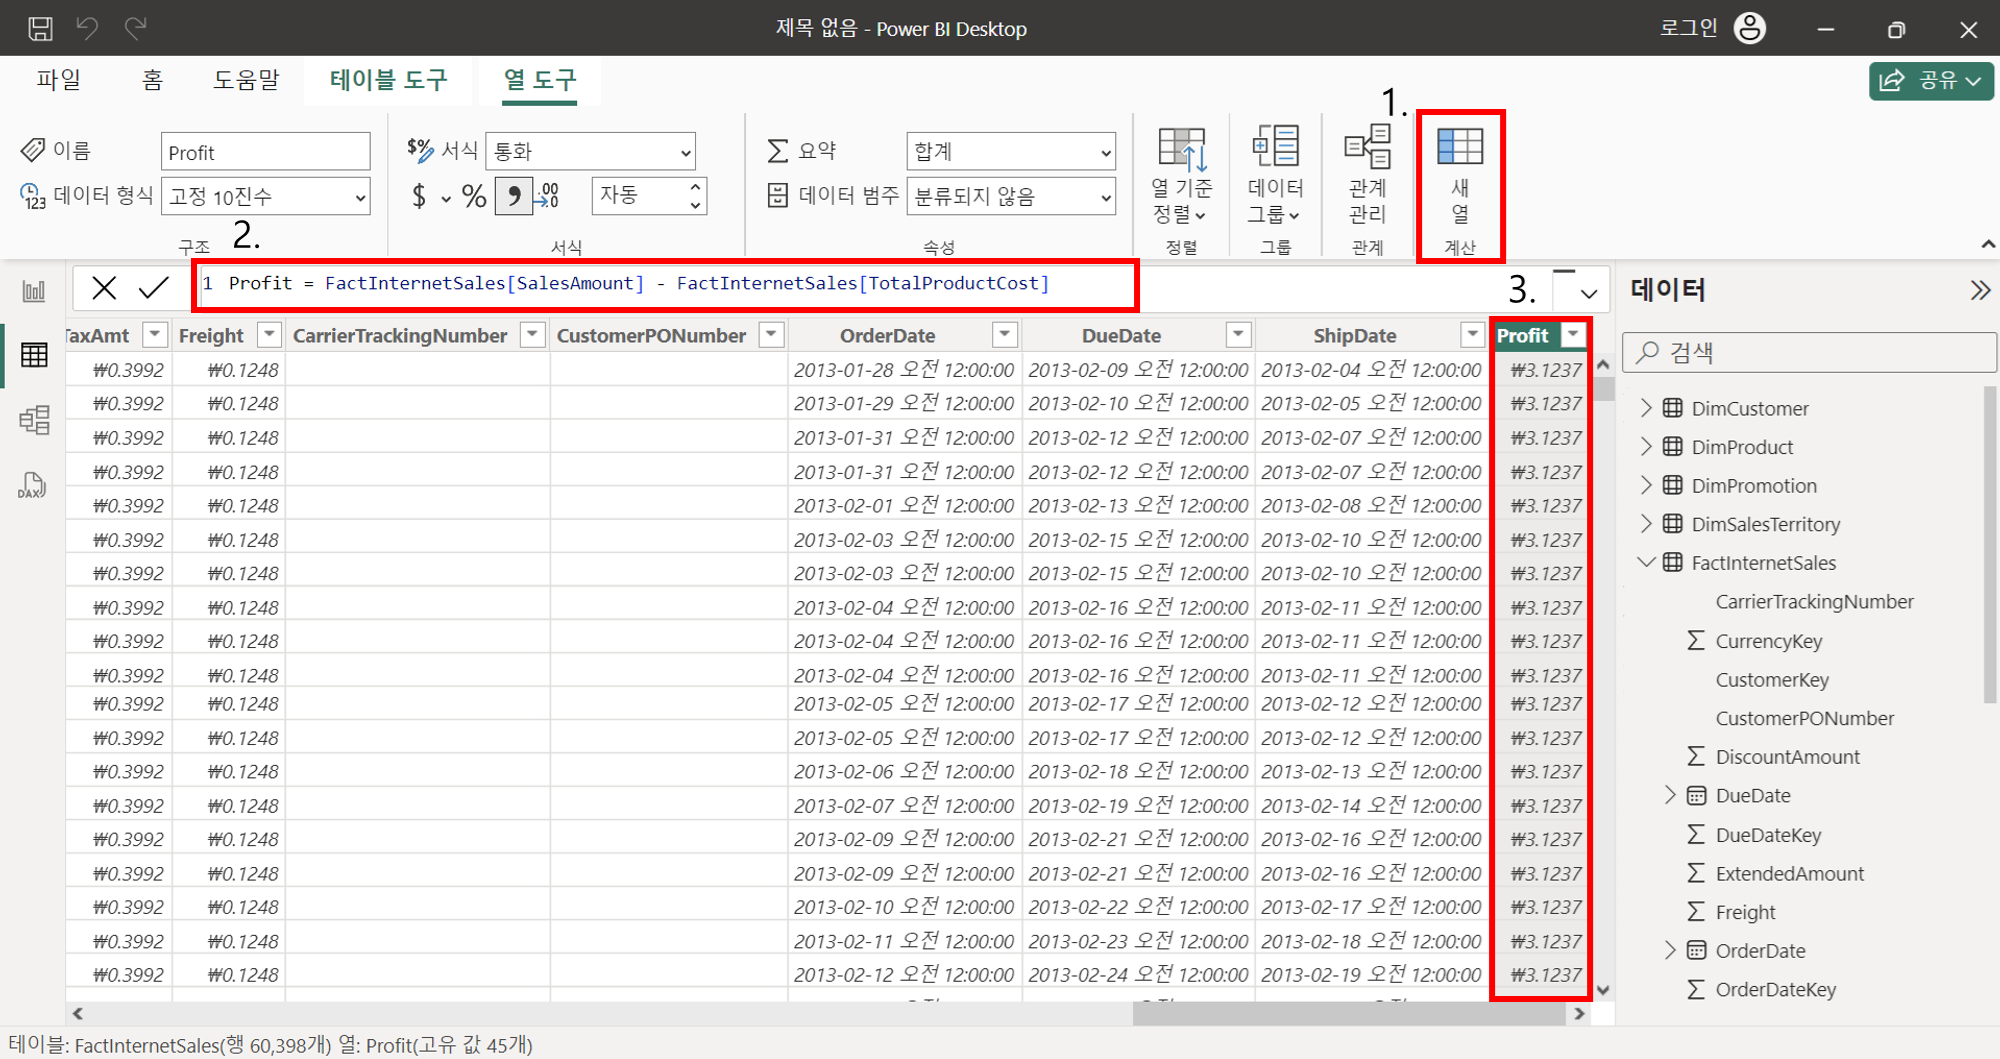 제목 없음 - Power BI Desktop
로그인
파일 홈 도움말 테이블 도구 열 도구
공유
1.
이름 Profit
$% 서식 통화
요약 합계
데이터 형식 고정 10진수
$ % 9 .00 .0 자동
데이터 범주 분류되지 않음
열 기준 정렬
데이터 그룹
관계 관리
새 열
구조 서식 속성 정렬 그룹 관계 계산
2.
1 Profit = FactInternetSales[SalesAmount] - FactInternetSales[TotalProductCost]
3.
TaxAmt Freight CarrierTrackingNumber CustomerPONumber OrderDate DueDate ShipDate Profit
₩0.3992 ₩0.1248 2013-01-28 오전 12:00:00 2013-02-09 오전 12:00:00 2013-02-04 오전 12:00:00 ₩3.1237
₩0.3992 ₩0.1248 2013-01-29 오전 12:00:00 2013-02-10 오전 12:00:00 2013-02-05 오전 12:00:00 ₩3.1237
₩0.3992 ₩0.1248 2013-01-31 오전 12:00:00 2013-02-12 오전 12:00:00 2013-02-07 오전 12:00:00 ₩3.1237
₩0.3992 ₩0.1248 2013-01-31 오전 12:00:00 2013-02-12 오전 12:00:00 2013-02-07 오전 12:00:00 ₩3.1237
₩0.3992 ₩0.1248 2013-02-01 오전 12:00:00 2013-02-13 오전 12:00:00 2013-02-08 오전 12:00:00 ₩3.1237
₩0.3992 ₩0.1248 2013-02-03 오전 12:00:00 2013-02-15 오전 12:00:00 2013-02-10 오전 12:00:00 ₩3.1237
₩0.3992 ₩0.1248 2013-02-03 오전 12:00:00 2013-02-15 오전 12:00:00 2013-02-10 오전 12:00:00 ₩3.1237
₩0.3992 ₩0.1248 2013-02-04 오전 12:00:00 2013-02-16 오전 12:00:00 2013-02-11 오전 12:00:00 ₩3.1237
₩0.3992 ₩0.1248 2013-02-04 오전 12:00:00 2013-02-16 오전 12:00:00 2013-02-11 오전 12:00:00 ₩3.1237
₩0.3992 ₩0.1248 2013-02-04 오전 12:00:00 2013-02-16 오전 12:00:00 2013-02-11 오전 12:00:00 ₩3.1237
₩0.3992 ₩0.1248 2013-02-05 오전 12:00:00 2013-02-17 오전 12:00:00 2013-02-12 오전 12:00:00 ₩3.1237
₩0.3992 ₩0.1248 2013-02-05 오전 12:00:00 2013-02-17 오전 12:00:00 2013-02-12 오전 12:00:00 ₩3.1237
₩0.3992 ₩0.1248 2013-02-06 오전 12:00:00 2013-02-18 오전 12:00:00 2013-02-13 오전 12:00:00 ₩3.1237
₩0.3992 ₩0.1248 2013-02-07 오전 12:00:00 2013-02-19 오전 12:00:00 2013-02-14 오전 12:00:00 ₩3.1237
₩0.3992 ₩0.1248 2013-02-09 오전 12:00:00 2013-02-21 오전 12:00:00 2013-02-16 오전 12:00:00 ₩3.1237
₩0.3992 ₩0.1248 2013-02-09 오전 12:00:00 2013-02-21 오전 12:00:00 2013-02-16 오전 12:00:00 ₩3.1237
₩0.3992 ₩0.1248 2013-02-10 오전 12:00:00 2013-02-22 오전 12:00:00 2013-02-17 오전 12:00:00 ₩3.1237
₩0.3992 ₩0.1248 2013-02-11 오전 12:00:00 2013-02-23 오전 12:00:00 2013-02-18 오전 12:00:00 ₩3.1237
₩0.3992 ₩0.1248 2013-02-12 오전 12:00:00 2013-02-24 오전 12:00:00 2013-02-19 오전 12:00:00 ₩3.1237
데이터
검색
DimCustomer
DimProduct
DimPromotion
DimSalesTerritory
FactInternetSales
CarrierTrackingNumber
CurrencyKey
CustomerKey
CustomerPONumber
DiscountAmount
DueDate
DueDateKey
ExtendedAmount
Freight
OrderDate
OrderDateKey
DAX
테이블: FactInternetSales(행 60,398개) 열: Profit(고유 값 45개)